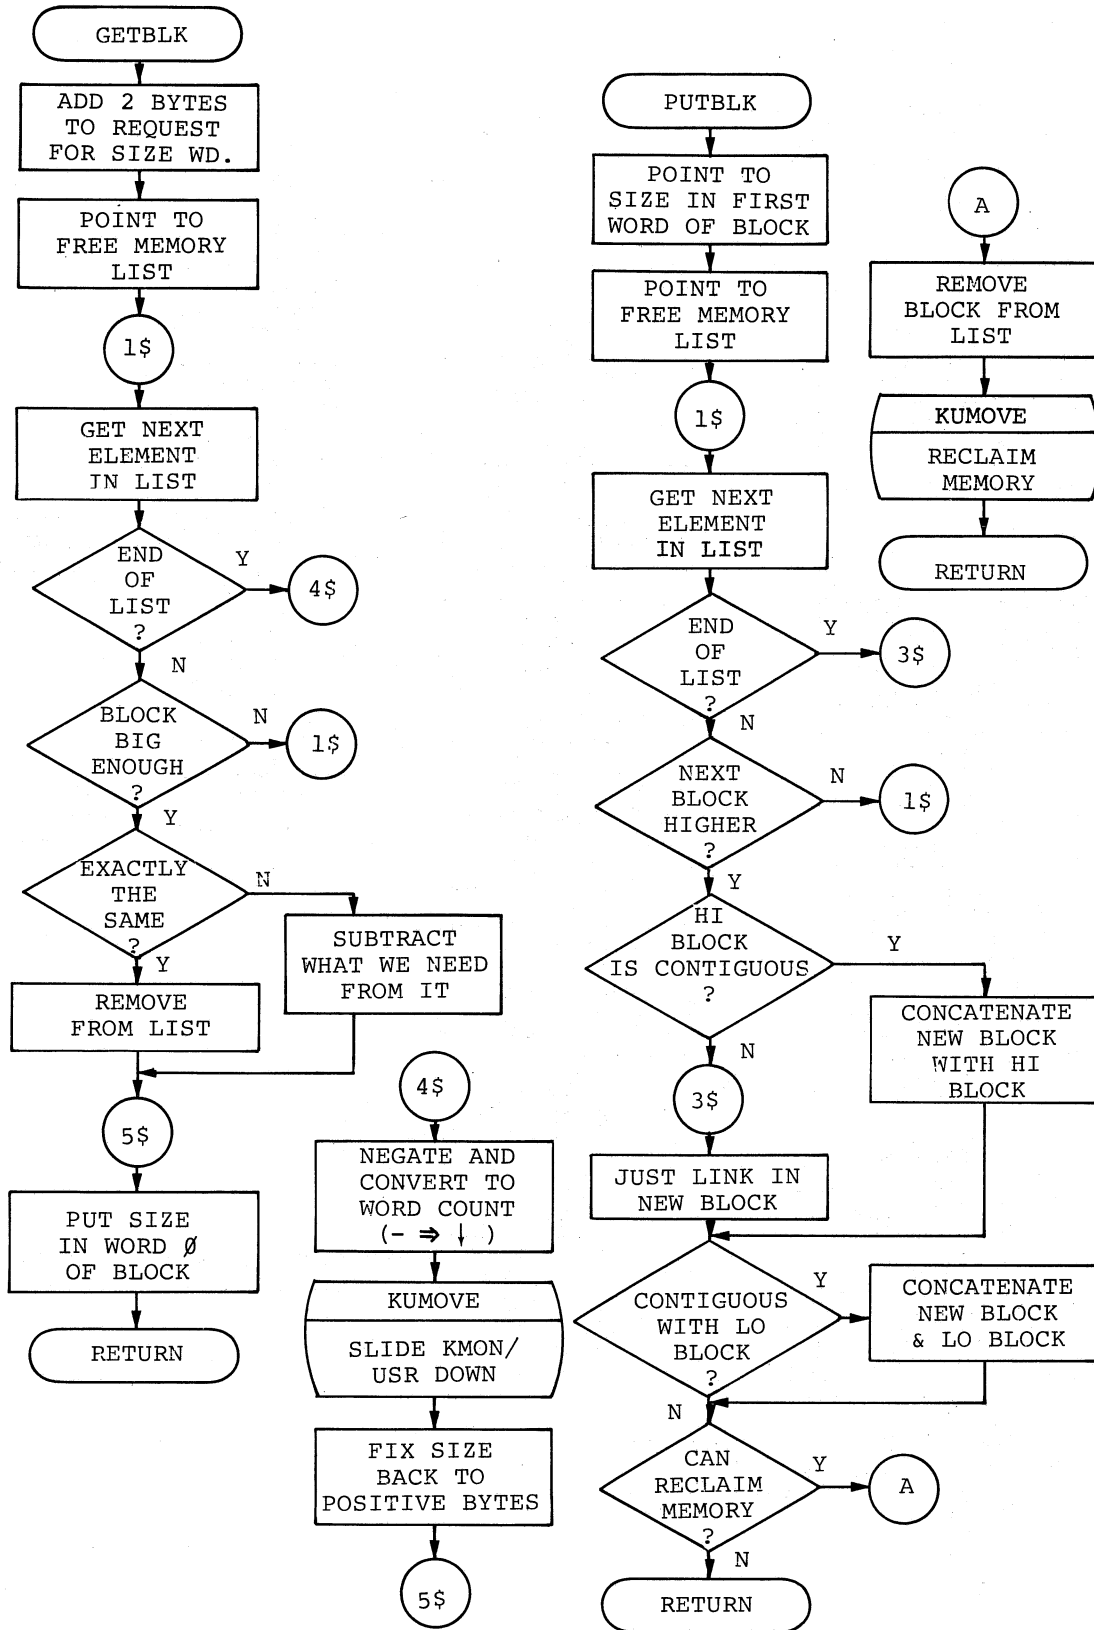 GETBLK
ADD 2 BYTES
TO REQUEST
FOR SIZE WD.
POINT TO
FREE MEMORY
LIST
1$
GET NEXT
ELEMENT
IN LIST
END
OF
LIST
?
Y
4$
N
BLOCK
BIG
ENOUGH
?
N
1$
Y
EXACTLY
THE
SAME
?
N
Y
SUBTRACT
WHAT WE NEED
FROM IT
REMOVE
FROM LIST
5$
PUT SIZE
IN WORD Ø
OF BLOCK
RETURN
4$
NEGATE AND
CONVERT TO
WORD COUNT
(- ⇒ ↓ )
KUMOVE
SLIDE KMON/
USR DOWN
FIX SIZE
BACK TO
POSITIVE BYTES
5$
PUTBLK
POINT TO
SIZE IN FIRST
WORD OF BLOCK
POINT TO
FREE MEMORY
LIST
1$
GET NEXT
ELEMENT
IN LIST
END
OF
LIST
?
Y
3$
N
NEXT
BLOCK
HIGHER
?
N
1$
Y
HI
BLOCK
IS CONTIGUOUS
?
Y
CONCATENATE
NEW BLOCK
WITH HI
BLOCK
N
3$
JUST LINK IN
NEW BLOCK
CONTIGUOUS
WITH LO
BLOCK
?
Y
CONCATENATE
NEW BLOCK
& LO BLOCK
N
CAN
RECLAIM
MEMORY
?
Y
A
N
RETURN
A
REMOVE
BLOCK FROM
LIST
KUMOVE
RECLAIM
MEMORY
RETURN